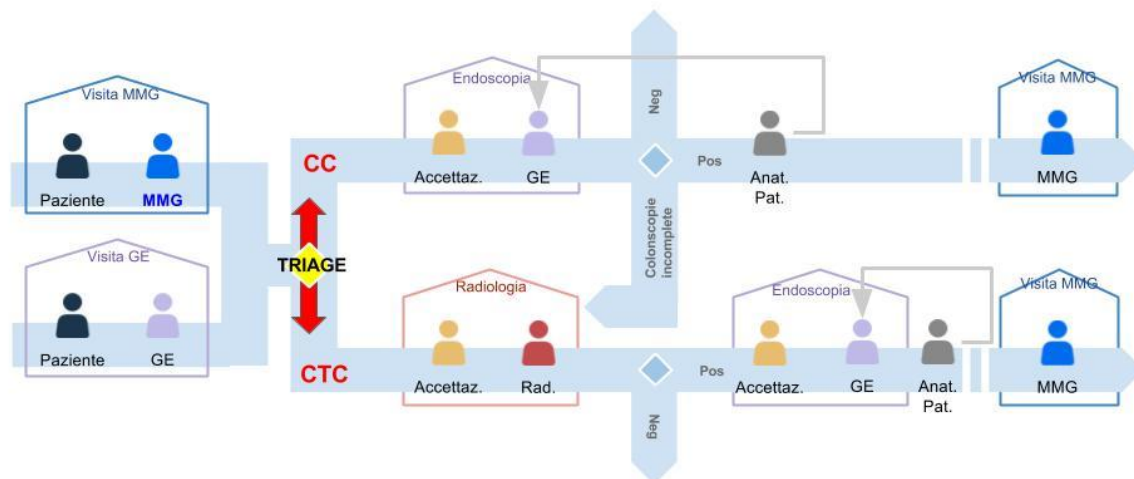 Visita MMG
Paziente
MMG
Visita GE
Paziente
GE
TRIAGE
CC
CTC
Endoscopia
Accettaz.
GE
Neg
Pos
Colonscopie
incomplete
Anat.
Pat.
Visita MMG
MMG
Radiologia
Accettaz.
Rad.
Pos
Neg
Endoscopia
Accettaz.
GE
Anat.
Pat.
Visita MMG
MMG